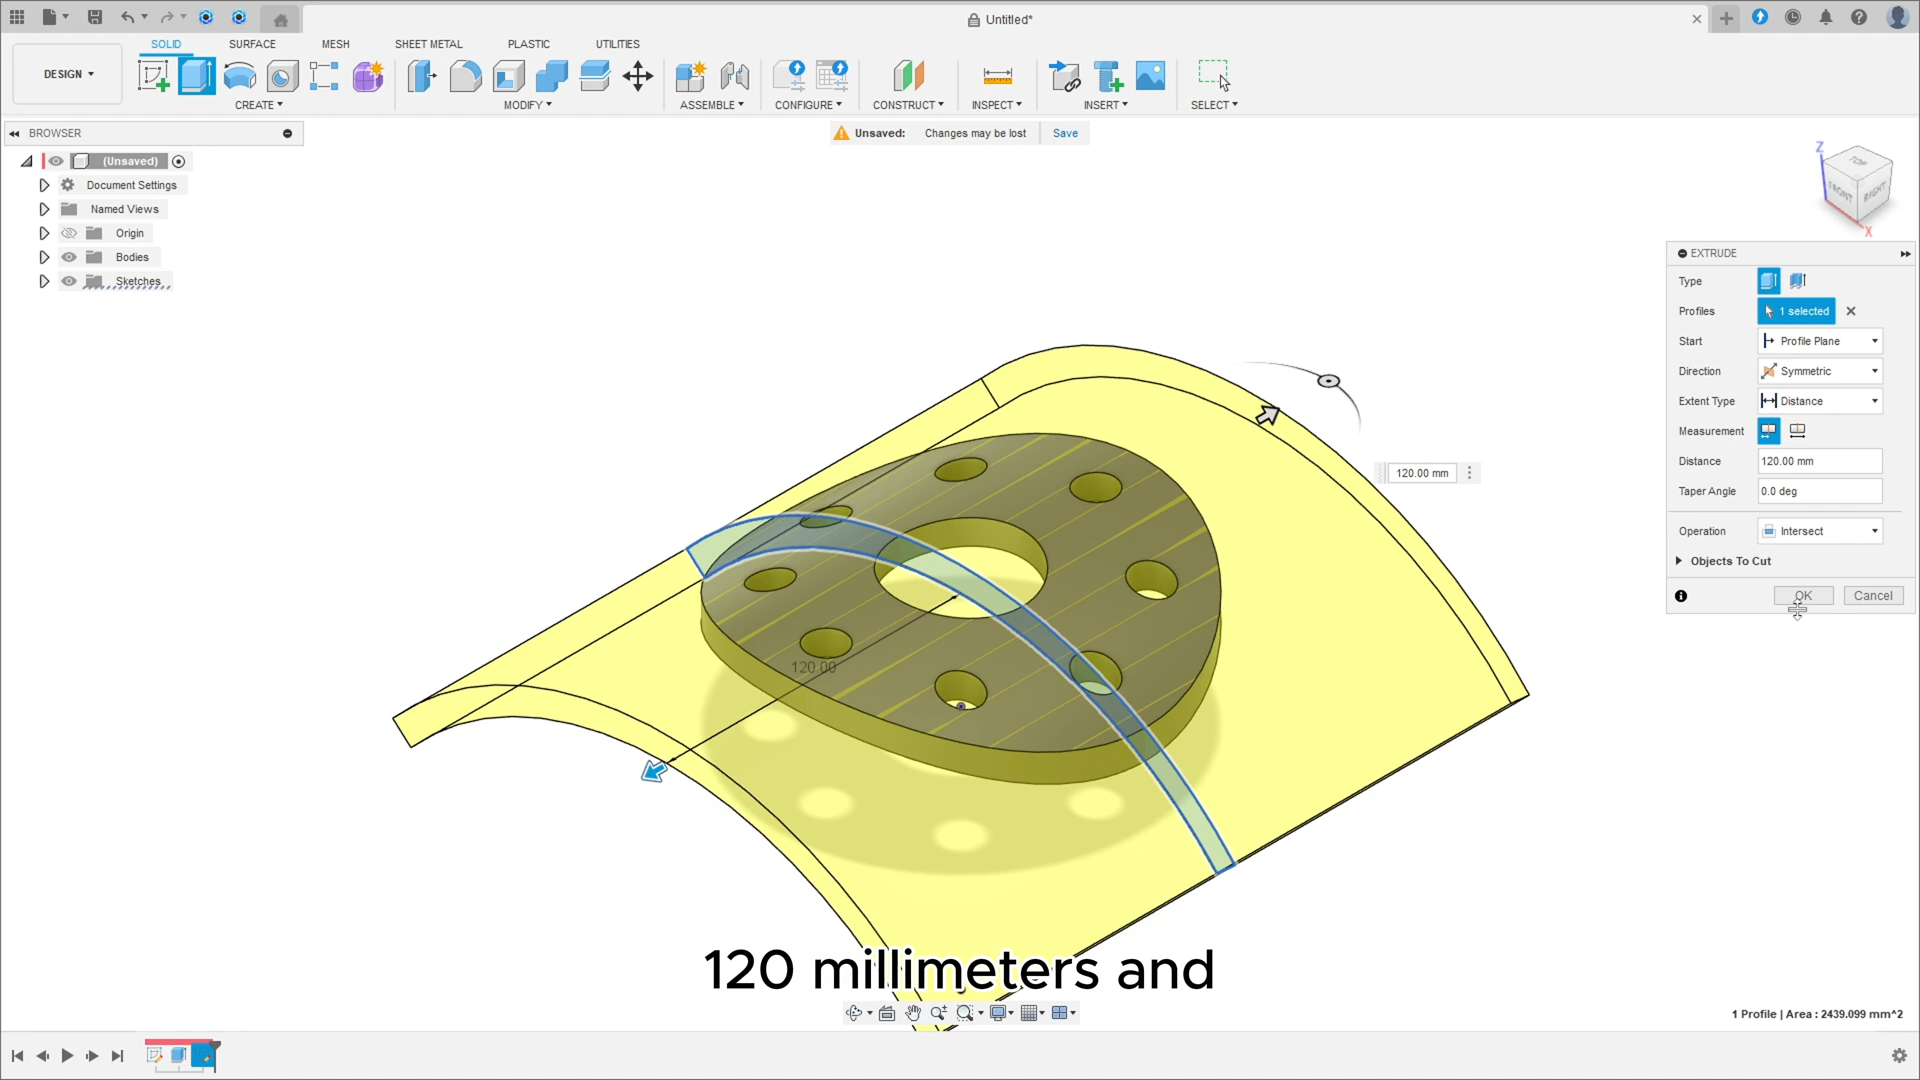 Untitled*
SOLID
SURFACE
MESH
SHEET METAL
PLASTIC
UTILITIES
DESIGN
CREATE
MODIFY
ASSEMBLE
CONFIGURE
CONSTRUCT
INSPECT
INSERT
SELECT
BROWSER
Unsaved: Changes may be lost Save
(Unsaved)
Document Settings
Named Views
Origin
Bodies
Sketches
Z
TOP
FRONT
RIGHT
X
EXTRUDE
Type
Profiles 1 selected
Start Profile Plane
Direction Symmetric
Extent Type Distance
Measurement
Distance 120.00 mm
Taper Angle 0.0 deg
Operation Intersect
Objects To Cut
OK Cancel
120.00 mm
120.00
120 millimeters and
1 Profile | Area : 2439.099 mm^2